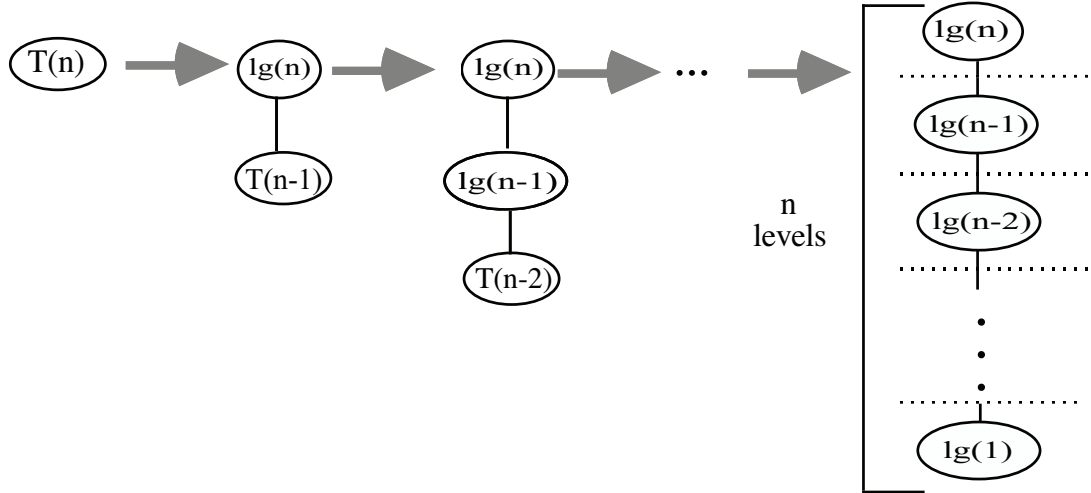 T(n)
lg(n)
T(n-1)
lg(n)
lg(n-1)
T(n-2)
...
n
levels
lg(n)
lg(n-1)
lg(n-2)
lg(1)